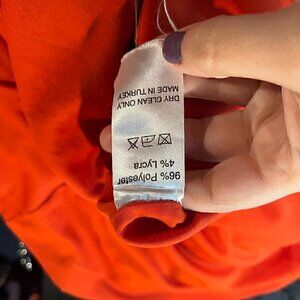 96% Polyester
4% Lycra
DRY CLEAN ONLY
MADE IN TURKEY